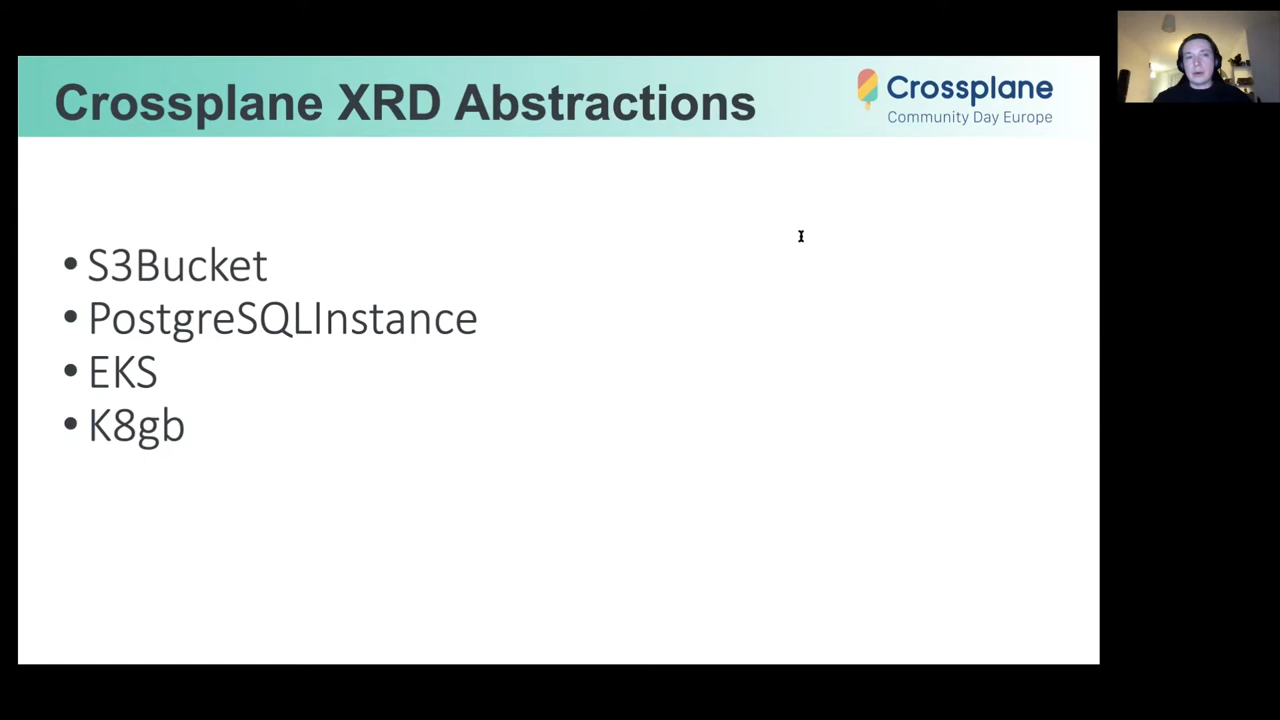 Crossplane XRD Abstractions
Crossplane
Community Day Europe
• S3Bucket
• PostgreSQLInstance
• EKS
• K8gb